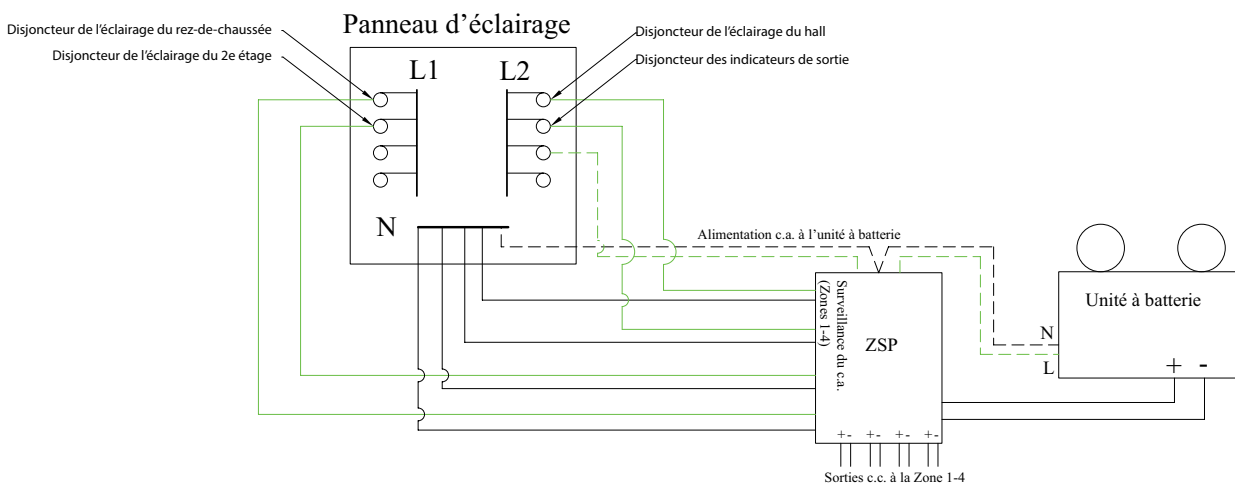 Panneau d’éclairage
Disjoncteur de l’éclairage du rez-de-chaussée
Disjoncteur de l’éclairage du 2e étage
Disjoncteur de l’éclairage du hall
Disjoncteur des indicateurs de sortie
L1
L2
N
Alimentation c.a. à l’unité à batterie
Surveillance du c.a.
(Zones 1-4)
ZSP
Unité à batterie
N
L
+ -
+- +- +- +-
Sorties c.c. à la Zone 1-4